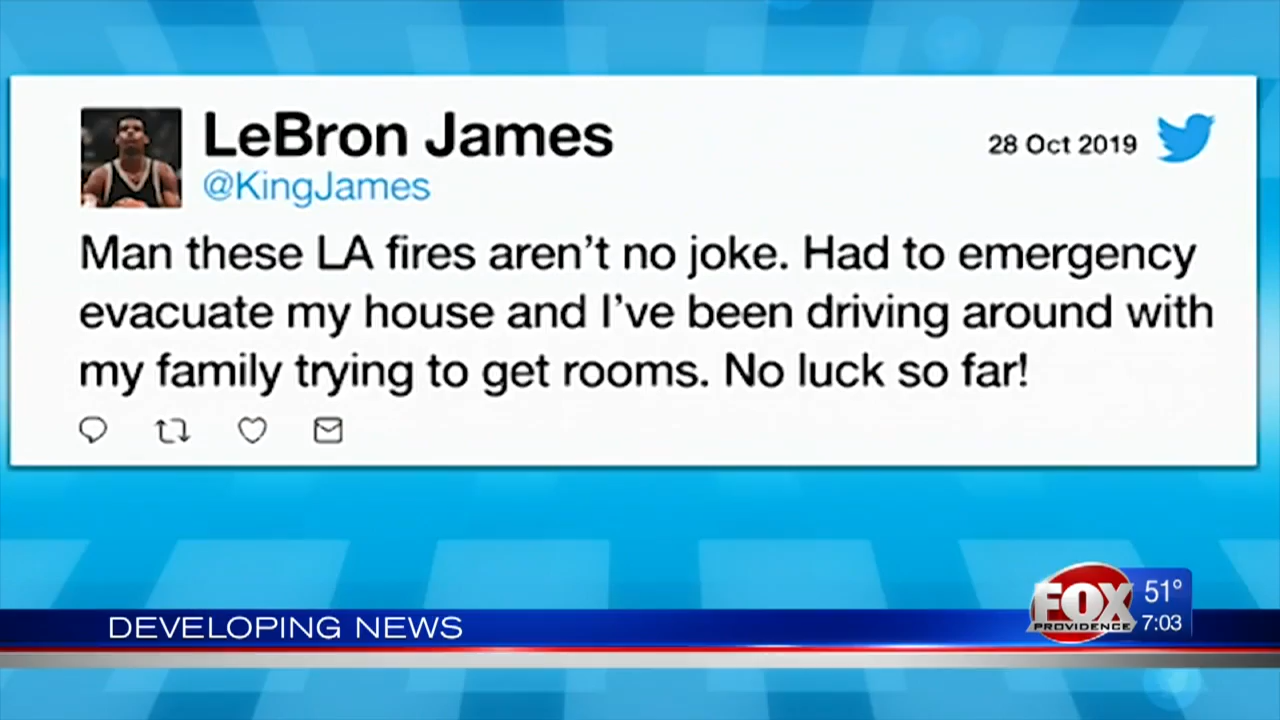 LeBron James
@KingJames
28 Oct 2019
Man these LA fires aren’t no joke. Had to emergency
evacuate my house and I’ve been driving around with
my family trying to get rooms. No luck so far!
DEVELOPING NEWS
FOX
PROVIDENCE
51°
7:03